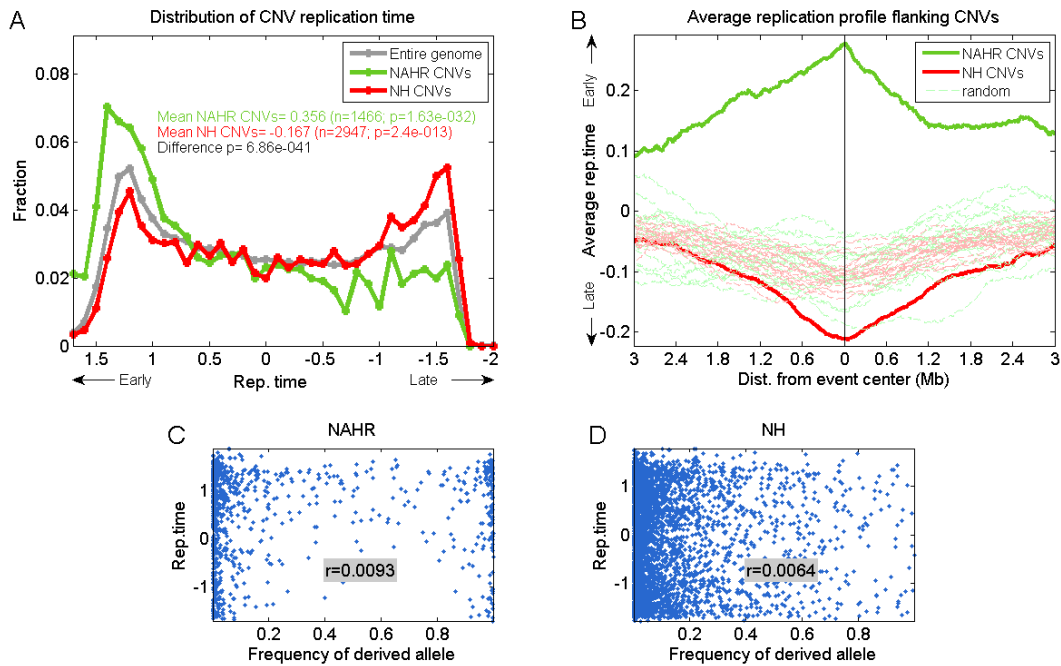 A
Distribution of CNV replication time
Entire genome
NAHR CNVs
NH CNVs
Mean NAHR CNVs= 0.356 (n=1466; p=1.63e-032)
Mean NH CNVs= -0.167 (n=2947; p=2.4e-013)
Difference p= 6.86e-041
Fraction
0.08
0.06
0.04
0.02
0
1.5 1 0.5 0 -0.5 -1 -1.5 -2
Early Rep. time Late
B
Average replication profile flanking CNVs
NAHR CNVs
NH CNVs
random
Early
Average rep.time
Late
0.2
0.1
0
-0.1
-0.2
3 2.4 1.8 1.2 0.6 0 0.6 1.2 1.8 2.4 3
Dist. from event center (Mb)
C
NAHR
Rep.time
1
0
-1
r=0.0093
0.2 0.4 0.6 0.8
Frequency of derived allele
D
NH
Rep.time
1
0
-1
r=0.0064
0.2 0.4 0.6 0.8
Frequency of derived allele